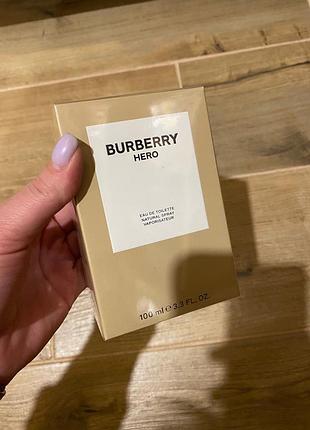 BURBERRY
HERO
EAU DE TOILETTE
NATURAL SPRAY
VAPORISATEUR
100 ml ℮ 3.3 FL. OZ.